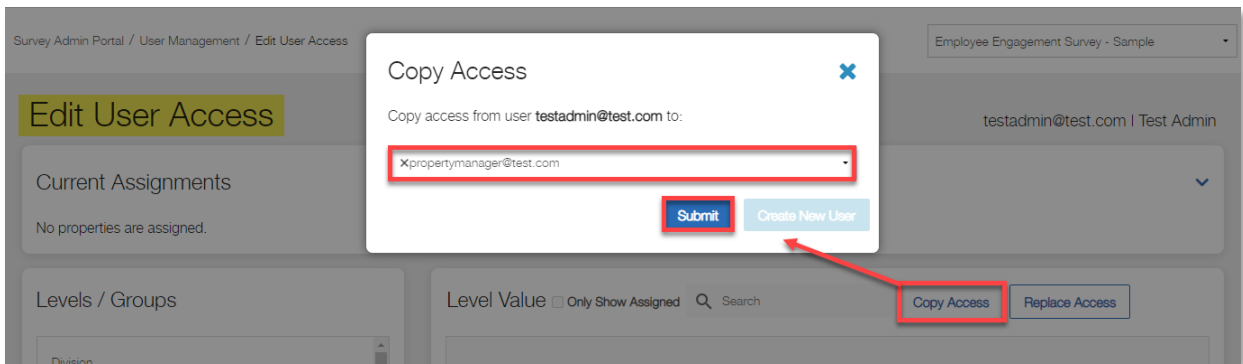 Survey Admin Portal / User Management / Edit User Access
Employee Engagement Survey - Sample
Copy Access
Copy access from user testadmin@test.com to:
×propertymanager@test.com
Submit
Create New User
Edit User Access
testadmin@test.com | Test Admin
Current Assignments
No properties are assigned.
Levels / Groups
Level Value Only Show Assigned Search Copy Access Replace Access
Division